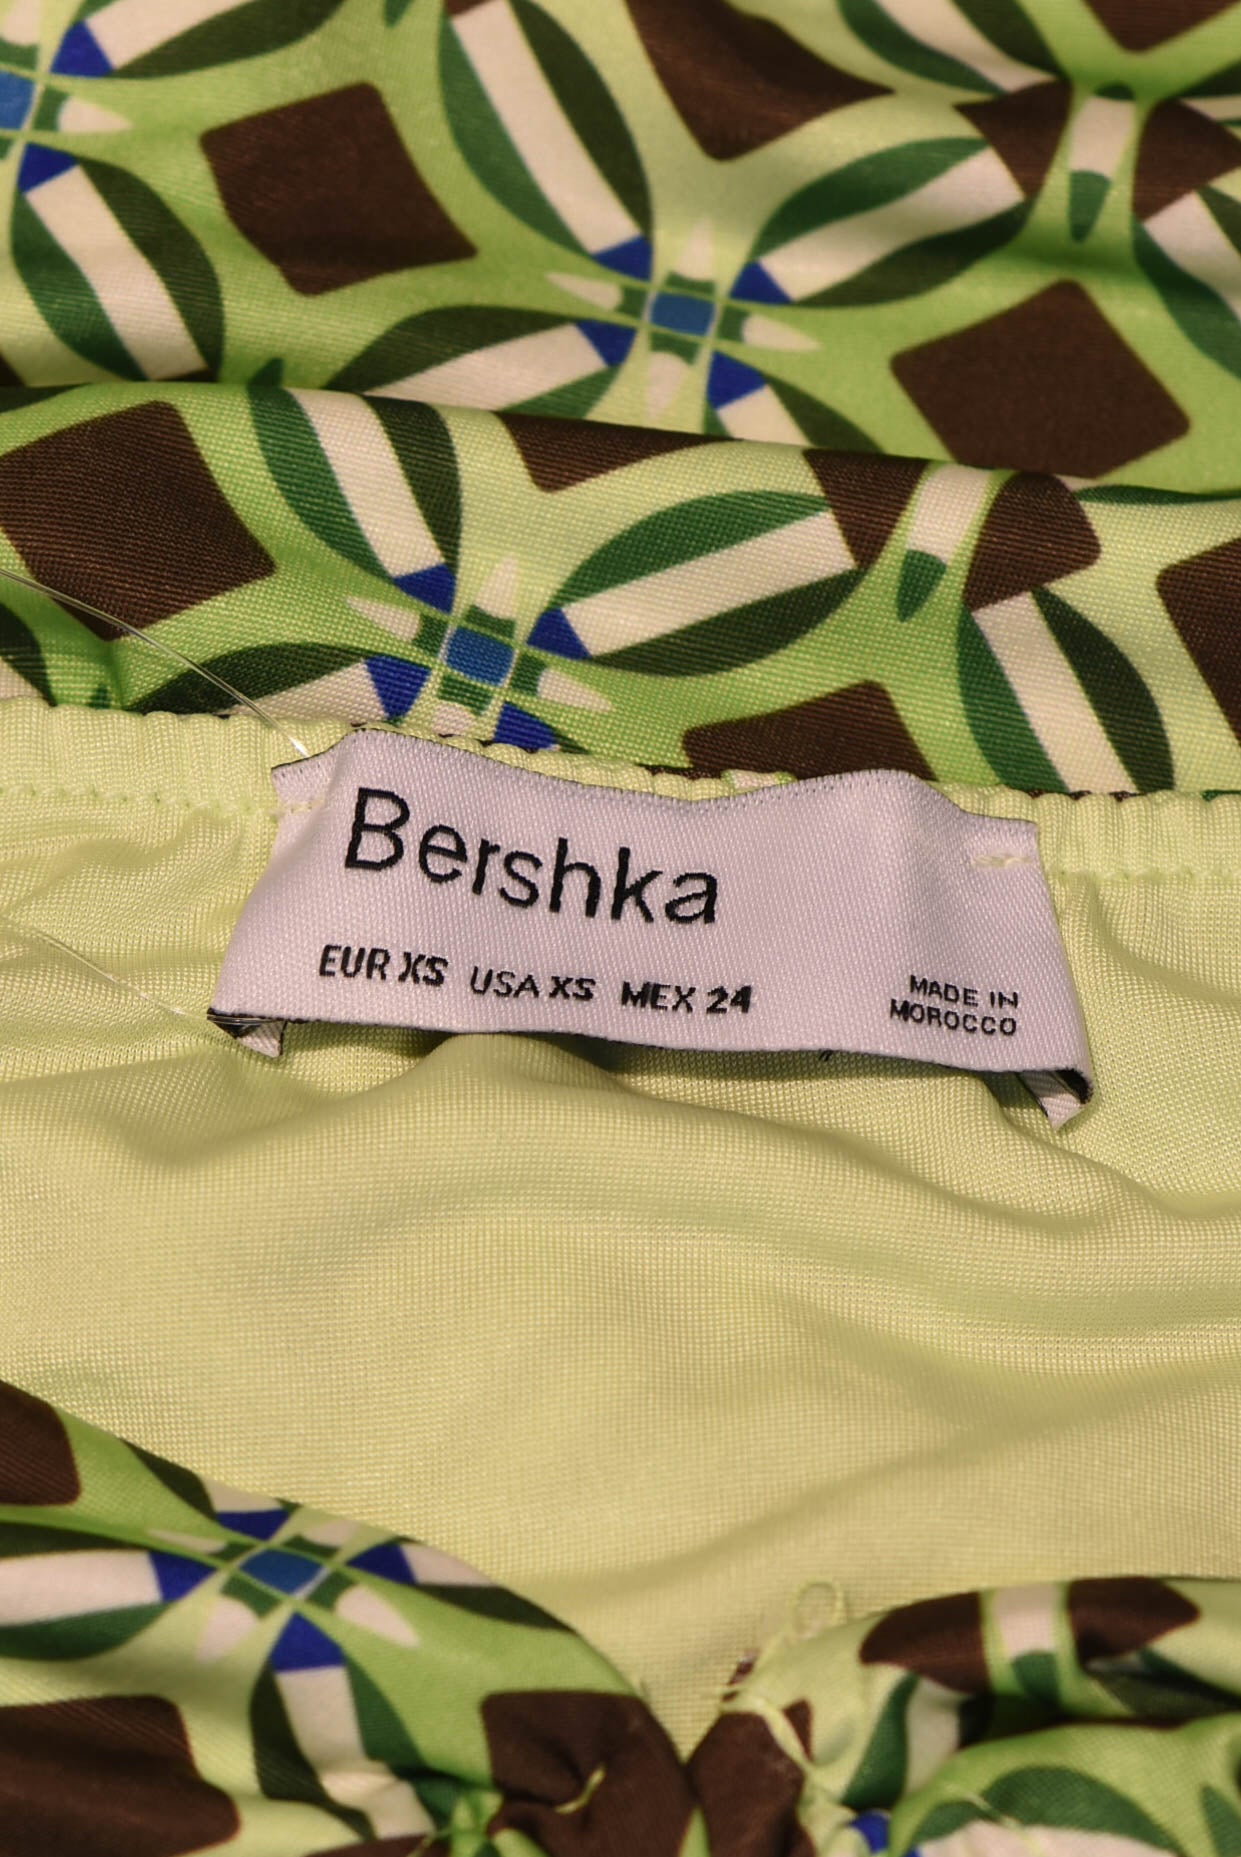 Bershka
EUR XS USA XS MEX 24
MADE IN
MOROCCO